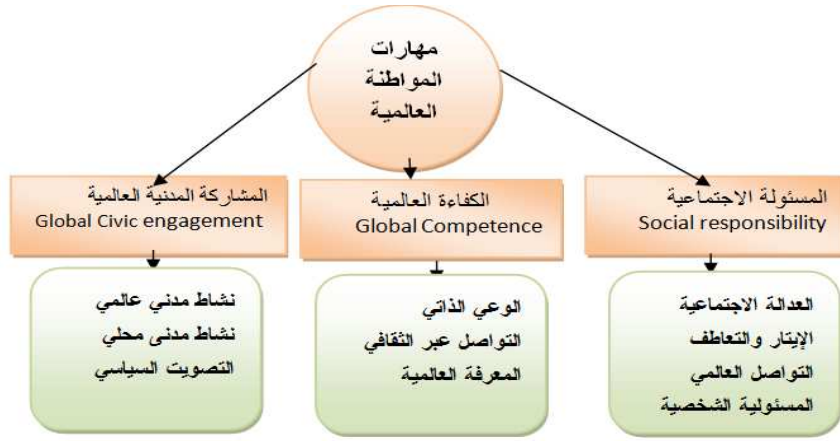 مهارات
المواطنة
العالمية
المسئولة الاجتماعية
Social responsibility
الكفاءة العالمية
Global Competence
المشاركة المدنية العالمية
Global Civic engagement
العدالة الاجتماعية
الإيثار والتعاطف
التواصل العالمي
المسئولية الشخصية
الوعي الذاتي
التواصل عبر الثقافي
المعرفة العالمية
نشاط مدني عالمي
نشاط مدنى محلي
التصويت السياسي